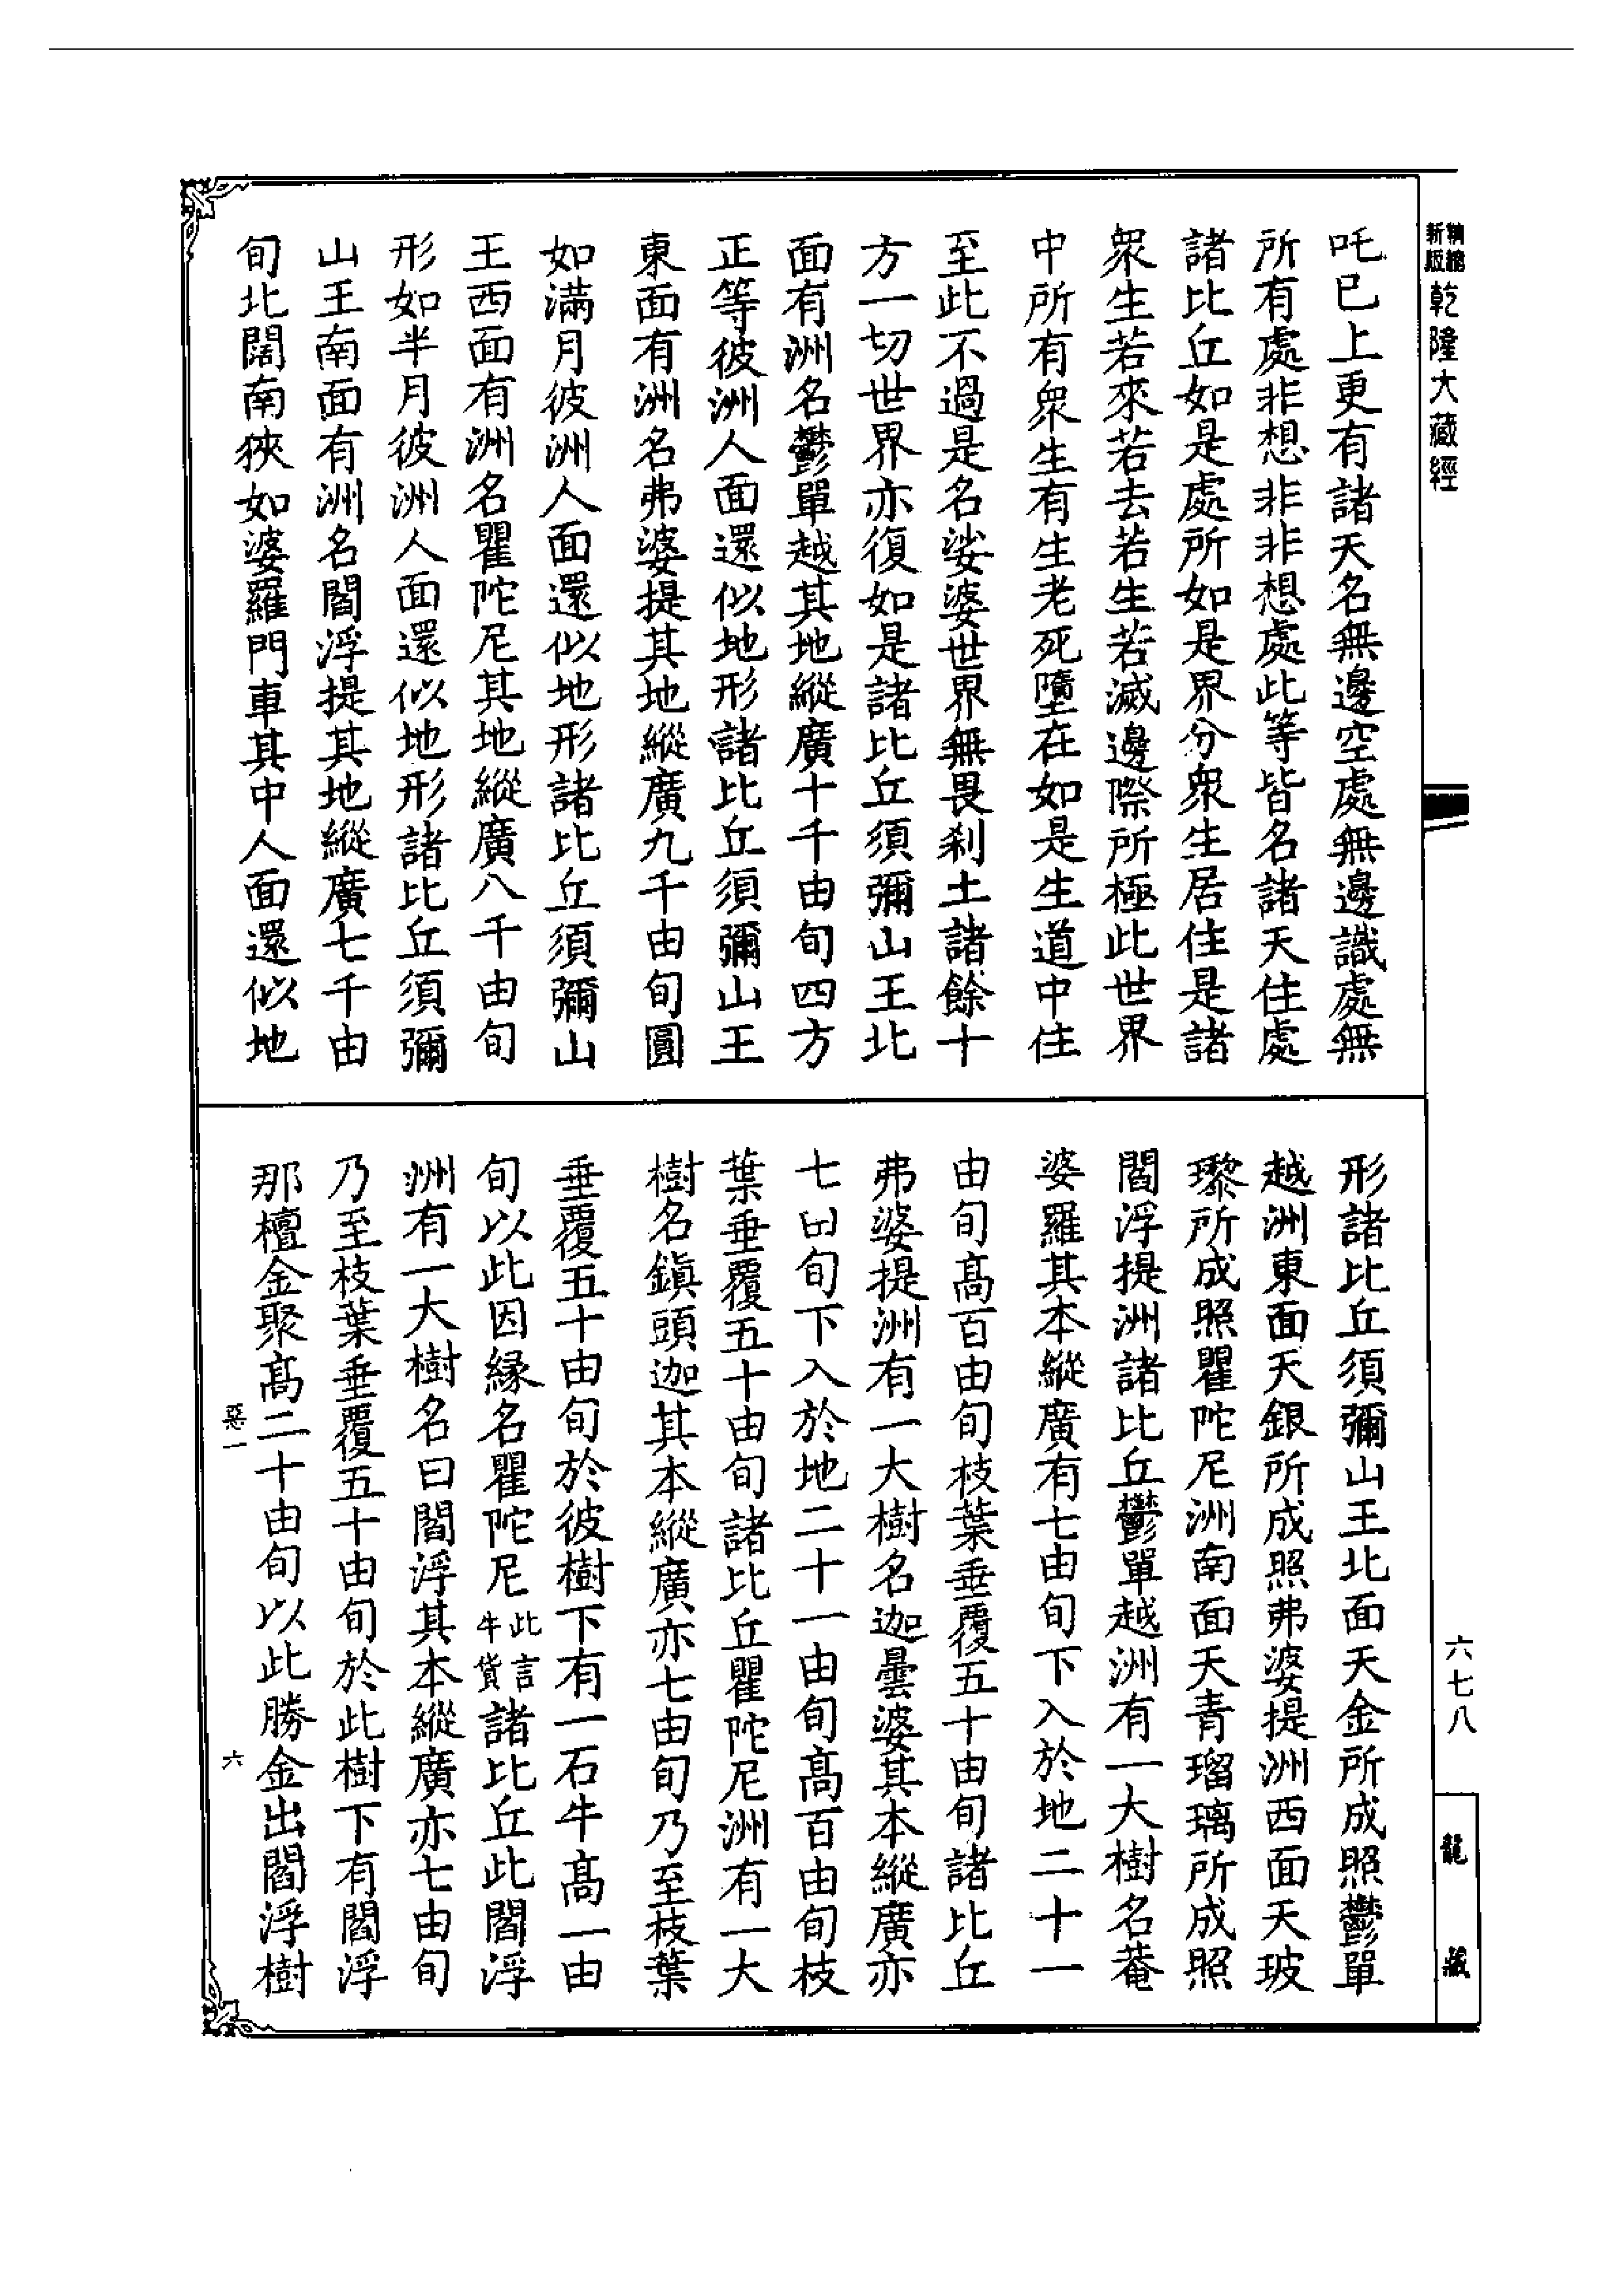 精縮
新版
乾隆大藏經
六七八
龍藏
吒已上更有諸天名無邊空處無邊識處無
所有處非想非非想處此等皆名諸天住處
諸比丘如是處所如是界分眾生居住是諸
眾生若來若去若生若滅邊際所極此世界
中所有眾生有生老死墮在如是生道中住
至此不過是名娑婆世界無畏剎土諸餘十
方一切世界亦復如是諸比丘須彌山王北
面有洲名鬱單越其地縱廣十千由旬四方
正等彼洲人面還似地形諸比丘須彌山王
東面有洲名弗婆提其地縱廣九千由旬圓
如滿月彼洲人面還似地形諸比丘須彌山
王西面有洲名瞿陀尼其地縱廣八千由旬
形如半月彼洲人面還似地形諸比丘須彌
山王南面有洲名閻浮提其地縱廣七千由
旬北闊南狹如婆羅門車其中人面還似地
形諸比丘須彌山王北面天金所成照鬱單
越洲東面天銀所成照弗婆提洲西面天玻
瓈所成照瞿陀尼洲南面天青瑠璃所成照
閻浮提洲諸比丘鬱單越洲有一大樹名菴
婆羅其本縱廣有七由旬下入於地二十一
由旬高百由旬枝葉垂覆五十由旬諸比丘
弗婆提洲有一大樹名迦曇婆其本縱廣亦
七由旬下入於地二十一由旬高百由旬枝
葉垂覆五十由旬諸比丘瞿陀尼洲有一大
樹名鎮頭迦其本縱廣亦七由旬乃至枝葉
垂覆五十由旬於彼樹下有一石牛高一由
旬以此因緣名瞿陀尼此言牛貨諸比丘此閻浮
洲有一大樹名曰閻浮其本縱廣亦七由旬
乃至枝葉垂覆五十由旬於此樹下有閻浮
那檀金聚高二十由旬以此勝金出閻浮樹
惡一
六